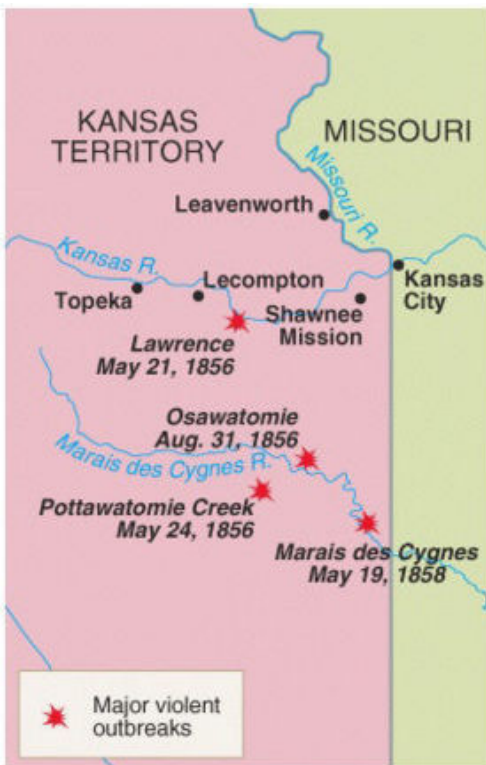 KANSAS
TERRITORY
MISSOURI
Missouri R.
Leavenworth
Kansas R.
Lecompton
Topeka
Kansas
City
Shawnee
Mission
Lawrence
May 21, 1856
Osawatomie
Aug. 31, 1856
Marais des Cygnes R.
Pottawatomie Creek
May 24, 1856
Marais des Cygnes
May 19, 1858
Major violent
outbreaks